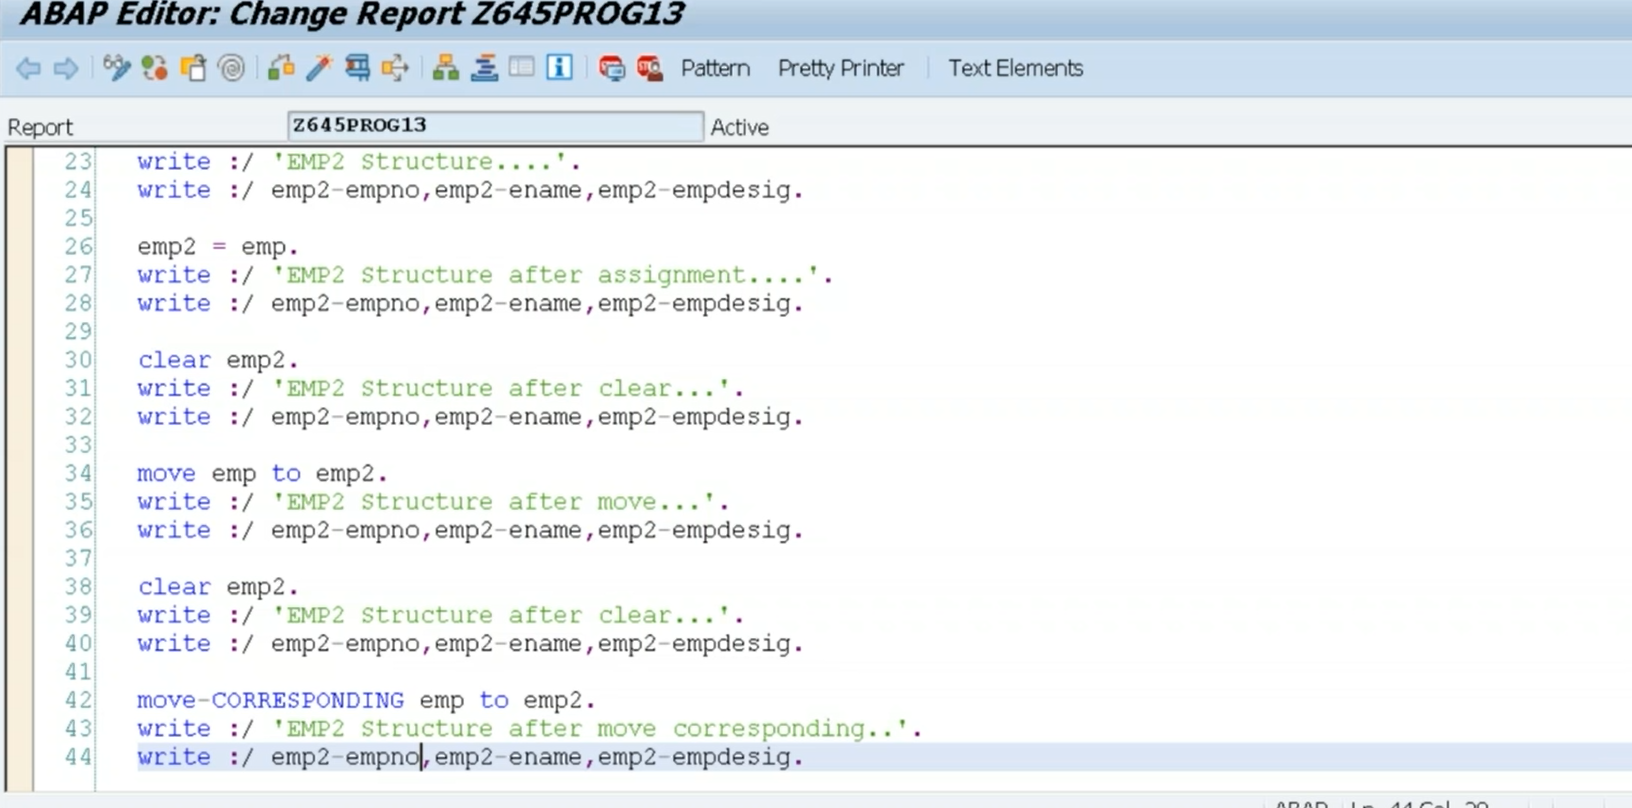 ABAP Editor: Change Report Z645PROG13
Pattern Pretty Printer Text Elements
Report Z645PROG13 Active
23 write :/ 'EMP2 Structure....'.
24 write :/ emp2-empno,emp2-ename,emp2-empdesig.
25
26 emp2 = emp.
27 write :/ 'EMP2 Structure after assignment....'.
28 write :/ emp2-empno,emp2-ename,emp2-empdesig.
29
30 clear emp2.
31 write :/ 'EMP2 Structure after clear...'.
32 write :/ emp2-empno,emp2-ename,emp2-empdesig.
33
34 move emp to emp2.
35 write :/ 'EMP2 Structure after move...'.
36 write :/ emp2-empno,emp2-ename,emp2-empdesig.
37
38 clear emp2.
39 write :/ 'EMP2 Structure after clear...'.
40 write :/ emp2-empno,emp2-ename,emp2-empdesig.
41
42 move-CORRESPONDING emp to emp2.
43 write :/ 'EMP2 Structure after move corresponding..'.
44 write :/ emp2-empno,emp2-ename,emp2-empdesig.